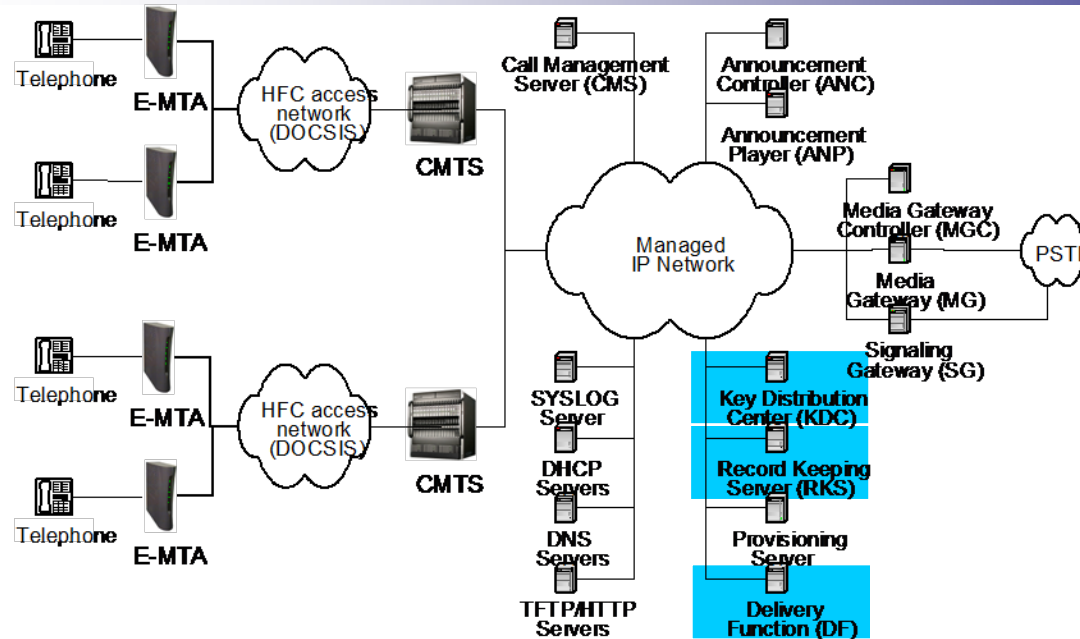 Telephone
E-MTA
HFC access
network
(DOCSIS)
CMTS
Telephone
E-MTA
Call Management
Server (CMS)
Announcement
Controller (ANC)
Announcement
Player (ANP)
Managed
IP Network
Media Gateway
Controller (MGC)
Media
Gateway (MG)
Signaling
Gateway (SG)
Telephone
E-MTA
HFC access
network
(DOCSIS)
CMTS
Telephone
E-MTA
SYSLOG
Server
DHCP
Servers
DNS
Servers
TFTP/HTTP
Servers
Key Distribution
Center (KDC)
Record Keeping
Server (RKS)
Provisioning
Server
Delivery
Function (DF)